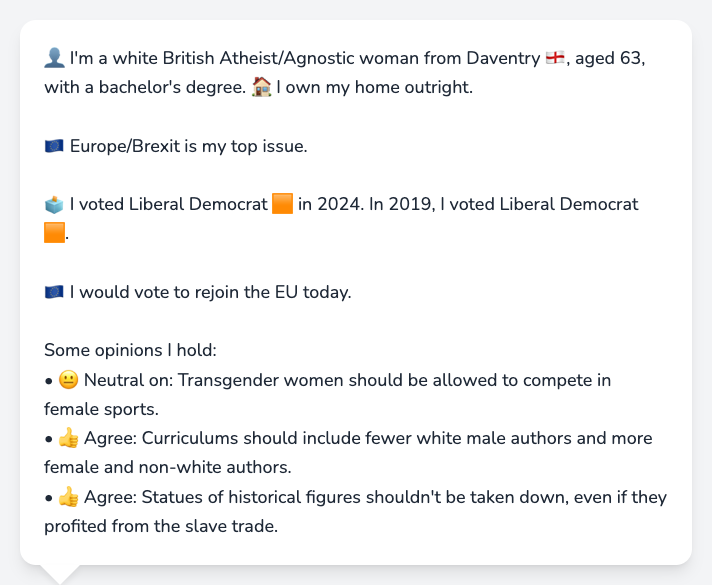 👤 I'm a white British Atheist/Agnostic woman from Daventry 🏴󠁧󠁢󠁥󠁮󠁧󠁿, aged 63,
with a bachelor's degree. 🏠 I own my home outright.
🇪🇺 Europe/Brexit is my top issue.
🗳️ I voted Liberal Democrat 🟧 in 2024. In 2019, I voted Liberal Democrat
🟧.
🇪🇺 I would vote to rejoin the EU today.
Some opinions I hold:
• 😐 Neutral on: Transgender women should be allowed to compete in
female sports.
• 👍 Agree: Curriculums should include fewer white male authors and more
female and non-white authors.
• 👍 Agree: Statues of historical figures shouldn't be taken down, even if they
profited from the slave trade.